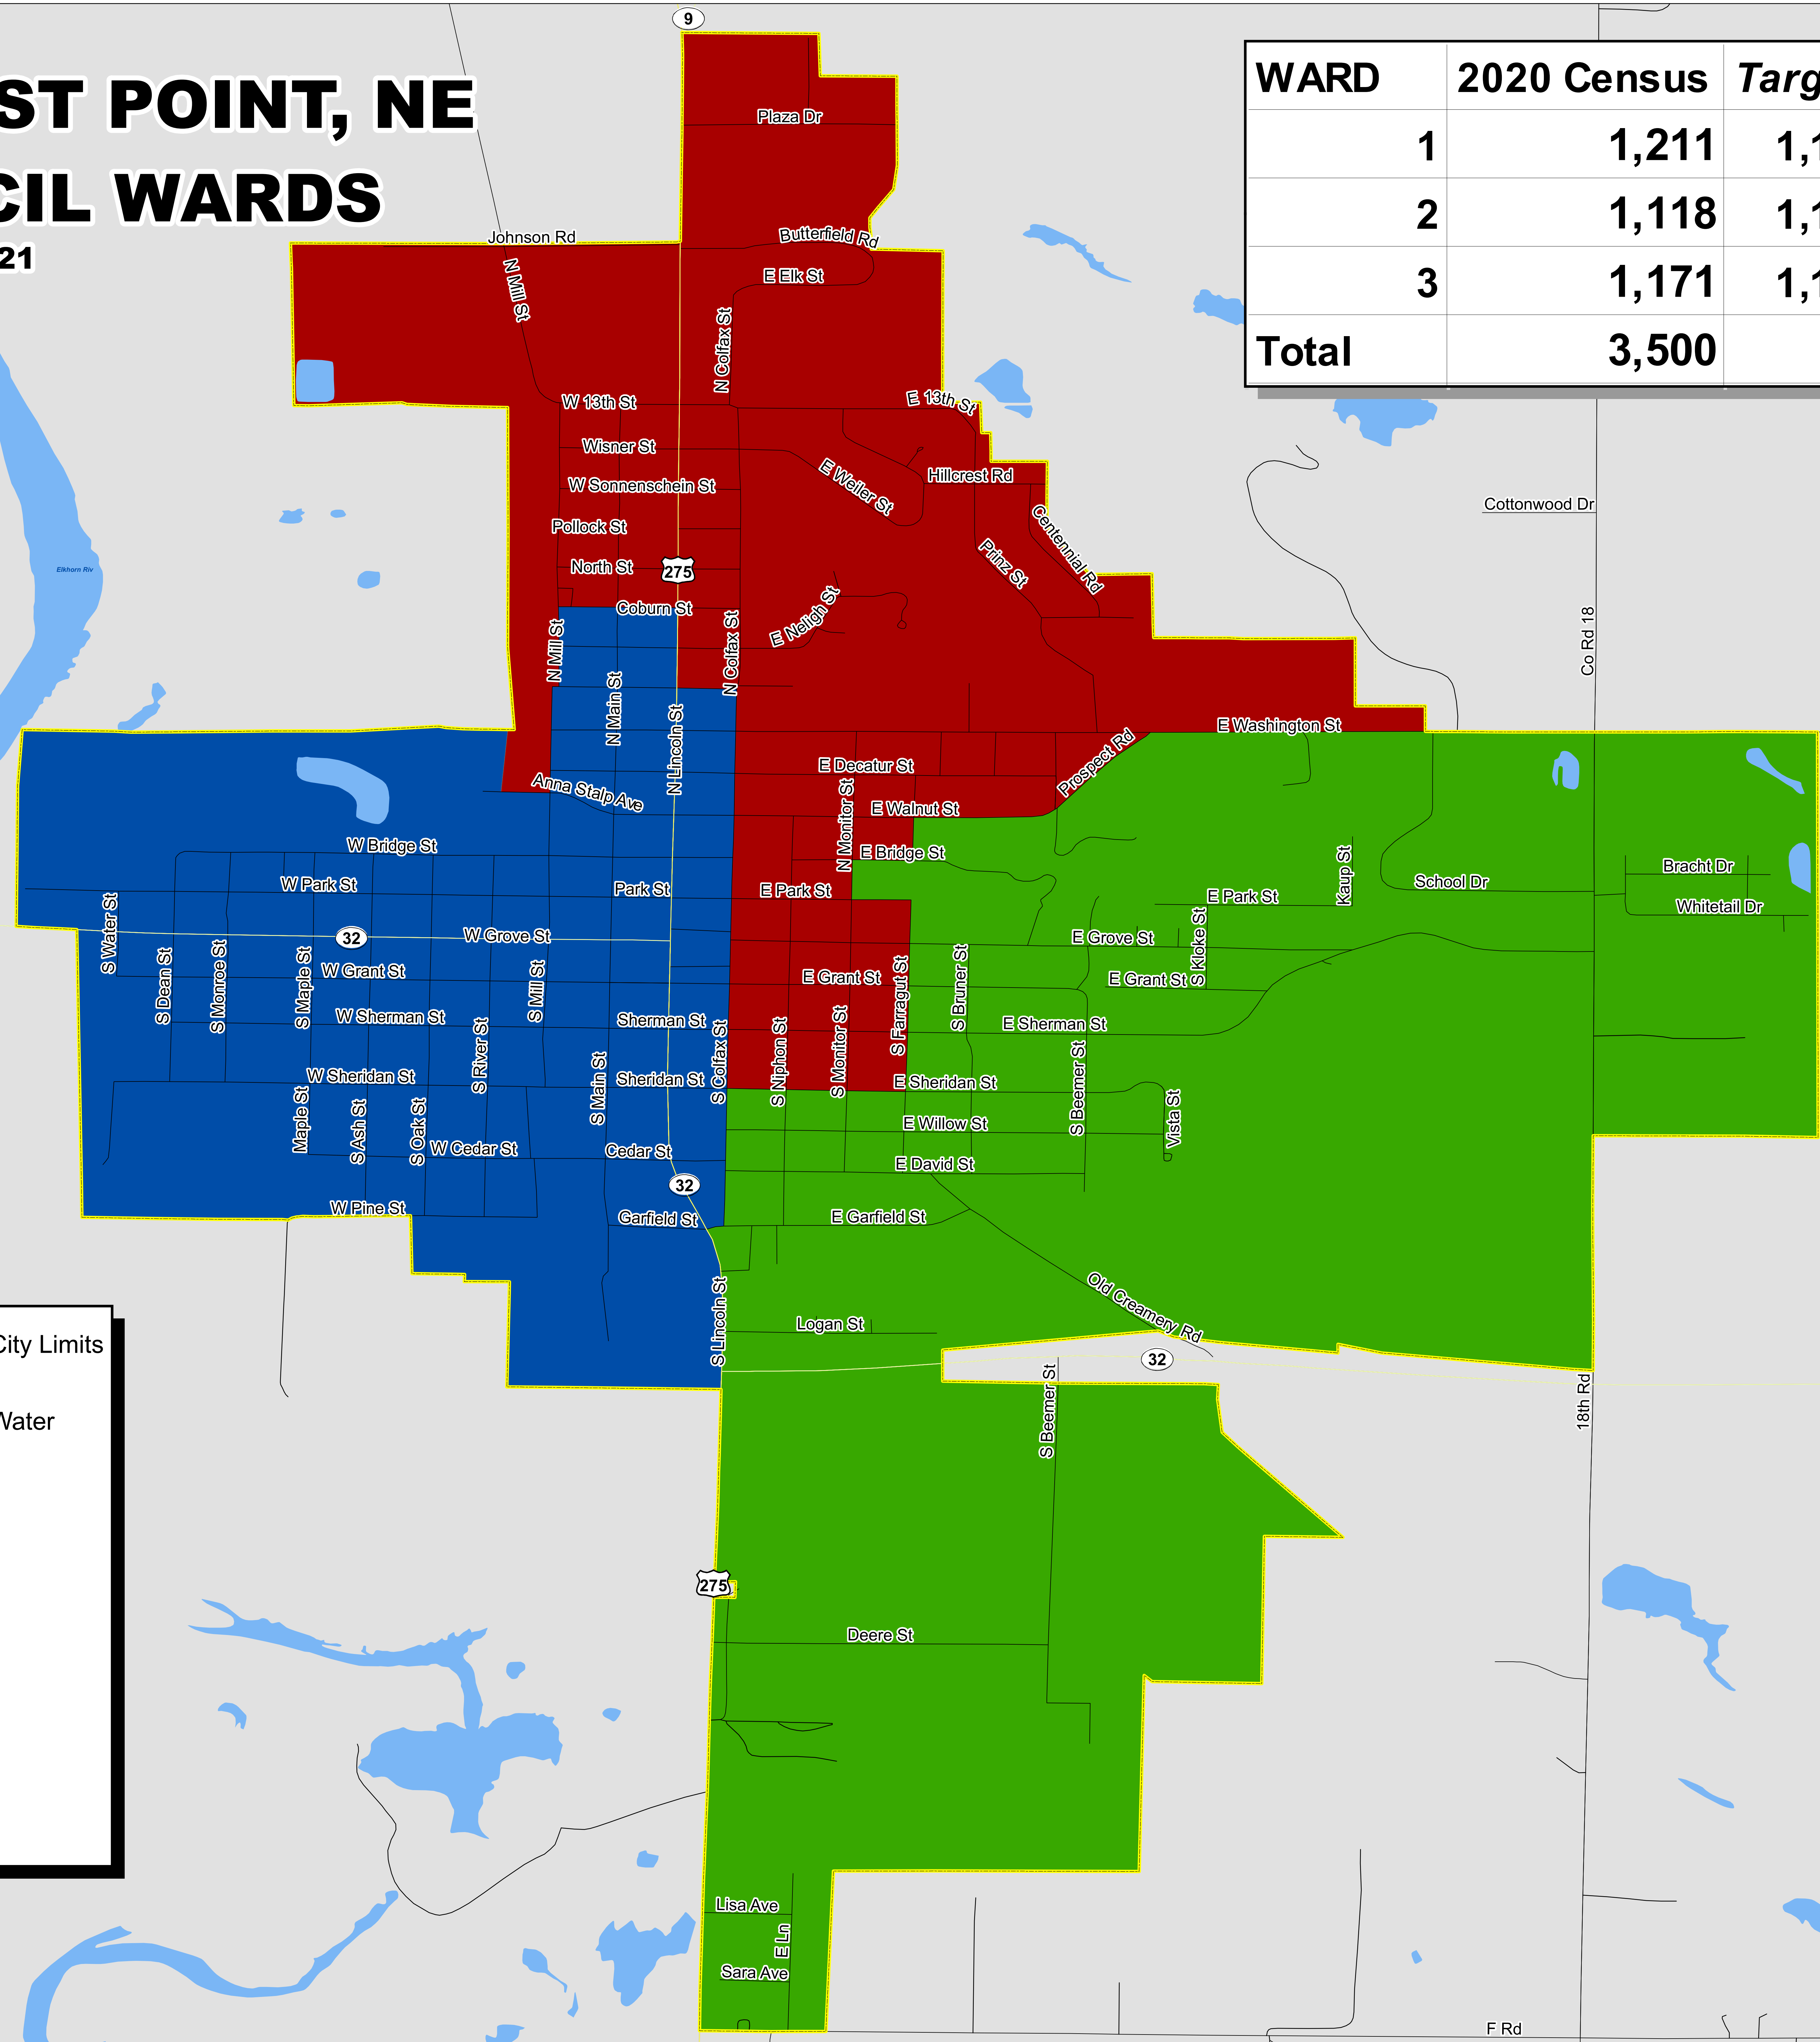 9
ST POINT, NE
CIL WARDS
21
WARD 2020 Census Targ
1 1,211 1,1
2 1,118 1,1
3 1,171 1,1
Total 3,500
Plaza Dr
Johnson Rd
Butterfield Rd
E Elk St
N Mill St
N Colfax St
W 13th St
E 13th St
Wisner St
E Weiler St
Hillcrest Rd
W Sonnenschein St
Cottonwood Dr
Pollock St
Centennial Rd
Prinz St
North St
275
Elkhorn Riv
Coburn St
E Neligh St
N Mill St
N Colfax St
Co Rd 18
N Main St
N Lincoln St
E Washington St
Prospect Rd
E Decatur St
Anna Stalp Ave
N Monitor St
E Walnut St
W Bridge St
E Bridge St
Kaup St
Bracht Dr
W Park St
Park St
E Park St
E Park St
School Dr
Whitetail Dr
S Water St
32
W Grove St
E Grove St
S Kloke St
S Dean St
S Monroe St
S Maple St
W Grant St
S Mill St
E Grant St
S Farragut St
S Bruner St
E Grant St
W Sherman St
Sherman St
E Sherman St
S River St
S Colfax St
S Niphon St
S Monitor St
W Sheridan St
Sheridan St
E Sheridan St
S Main St
S Beemer St
Maple St
S Ash St
S Oak St
E Willow St
Vista St
W Cedar St
Cedar St
E David St
32
W Pine St
Garfield St
E Garfield St
S Lincoln St
Old Creamery Rd
Logan St
City Limits
32
S Beemer St
18th Rd
Water
275
Deere St
Lisa Ave
E Ln
Sara Ave
F Rd